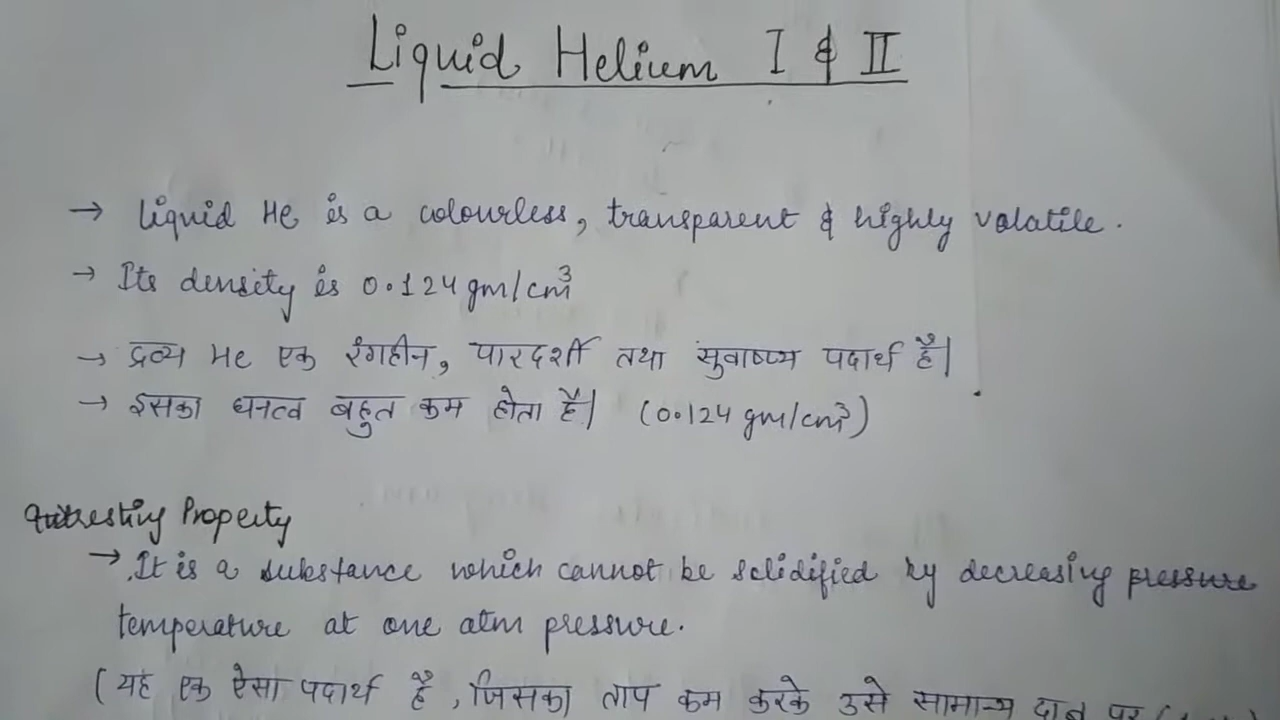 Liquid Helium I & II
→ Liquid He is a colourless, transparent & highly volatile.
→ Its density is 0.124 gm/cm³
→ द्रव्य He एक रंगहीन, पारदर्शी तथा सुवाष्प्य पदार्थ है।
→ इसका घनत्व बहुत कम होता है। (0.124 gm/cm³)
Intresting Property
→ It is a substance which cannot be solidified by decreasing pressure
temperature at one atm pressure.
(यह एक ऐसा पदार्थ है, जिसका ताप कम करके उसे सामान्य दाब पर